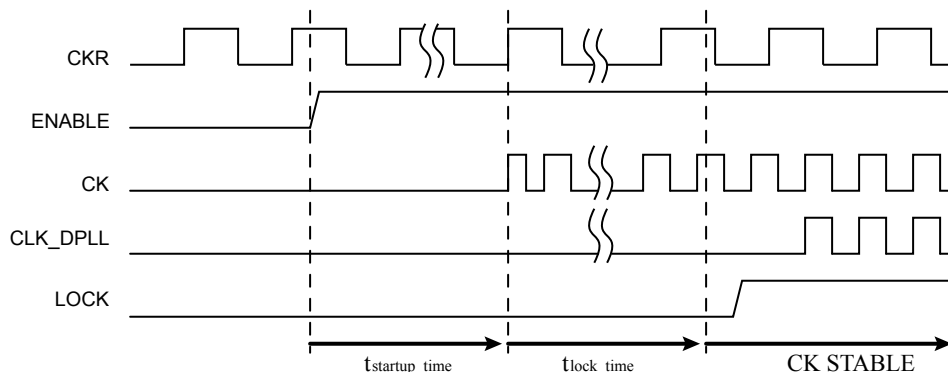 CKR
ENABLE
CK
CLK_DPLL
LOCK
tstartup_time tlock_time CK STABLE